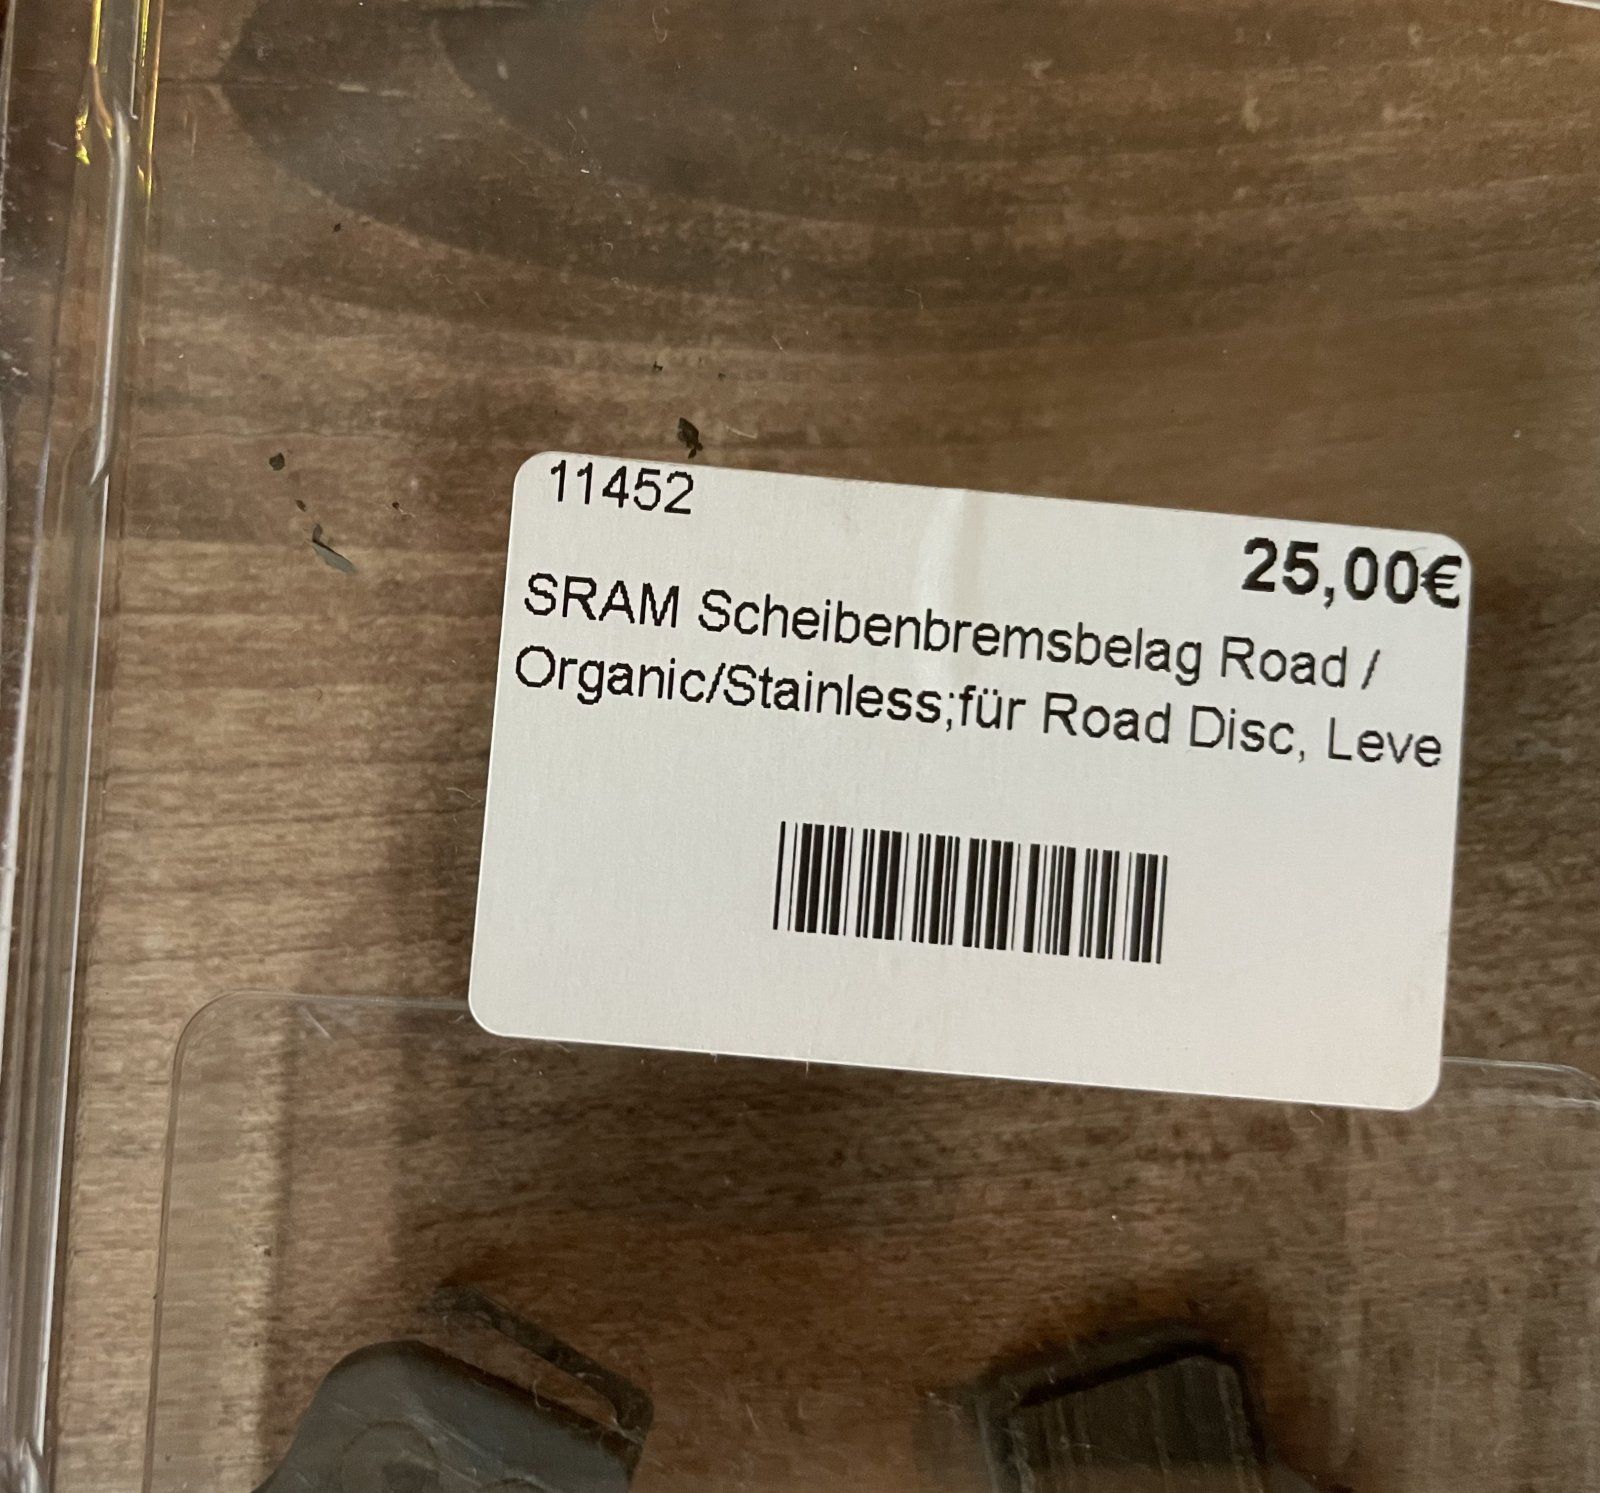 11452
25,00€
SRAM Scheibenbremsbelag Road /
Organic/Stainless;für Road Disc, Leve